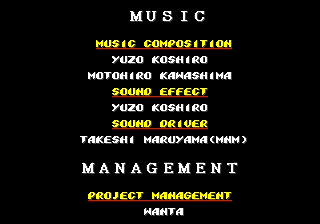 MUSIC
MUSIC COMPOSITION
YUZO KOSHIRO
MOTOHIRO KAWASHIMA
SOUND EFFECT
YUZO KOSHIRO
SOUND DRIVER
TAKESHI MARUYAMA(MNM)
MANAGEMENT
PROJECT MANAGEMENT
WANTA